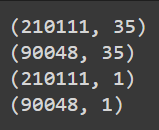 (210111, 35)
(90048, 35)
(210111, 1)
(90048, 1)